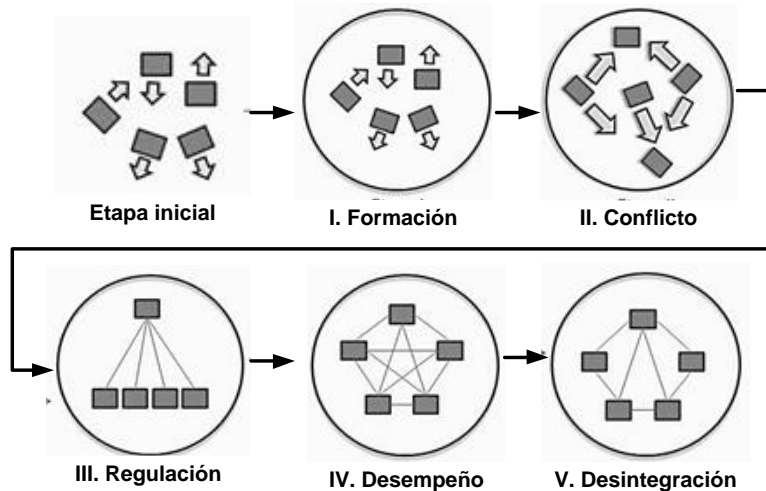 Etapa inicial
I. Formación
II. Conflicto
III. Regulación
IV. Desempeño
V. Desintegración